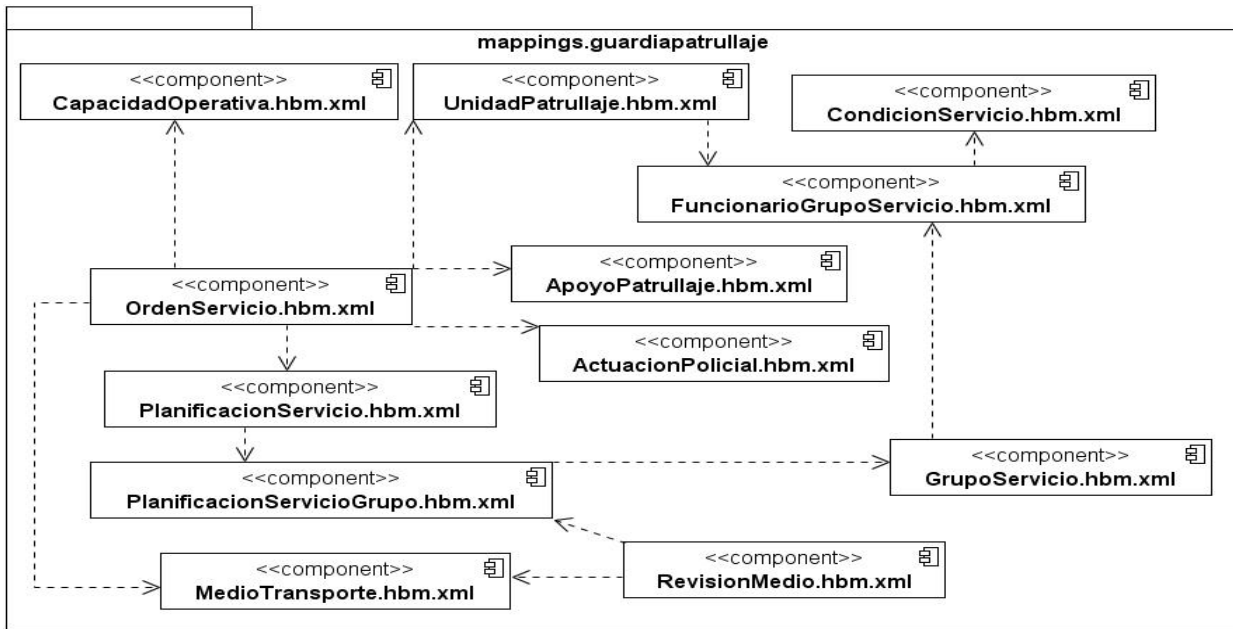 mappings.guardiapatrullaje
<<component>>
CapacidadOperativa.hbm.xml
<<component>>
UnidadPatrullaje.hbm.xml
<<component>>
CondicionServicio.hbm.xml
<<component>>
FuncionarioGrupoServicio.hbm.xml
<<component>>
OrdenServicio.hbm.xml
<<component>>
ApoyoPatrullaje.hbm.xml
<<component>>
ActuacionPolicial.hbm.xml
<<component>>
PlanificacionServicio.hbm.xml
<<component>>
PlanificacionServicioGrupo.hbm.xml
<<component>>
GrupoServicio.hbm.xml
<<component>>
MedioTransporte.hbm.xml
<<component>>
RevisionMedio.hbm.xml